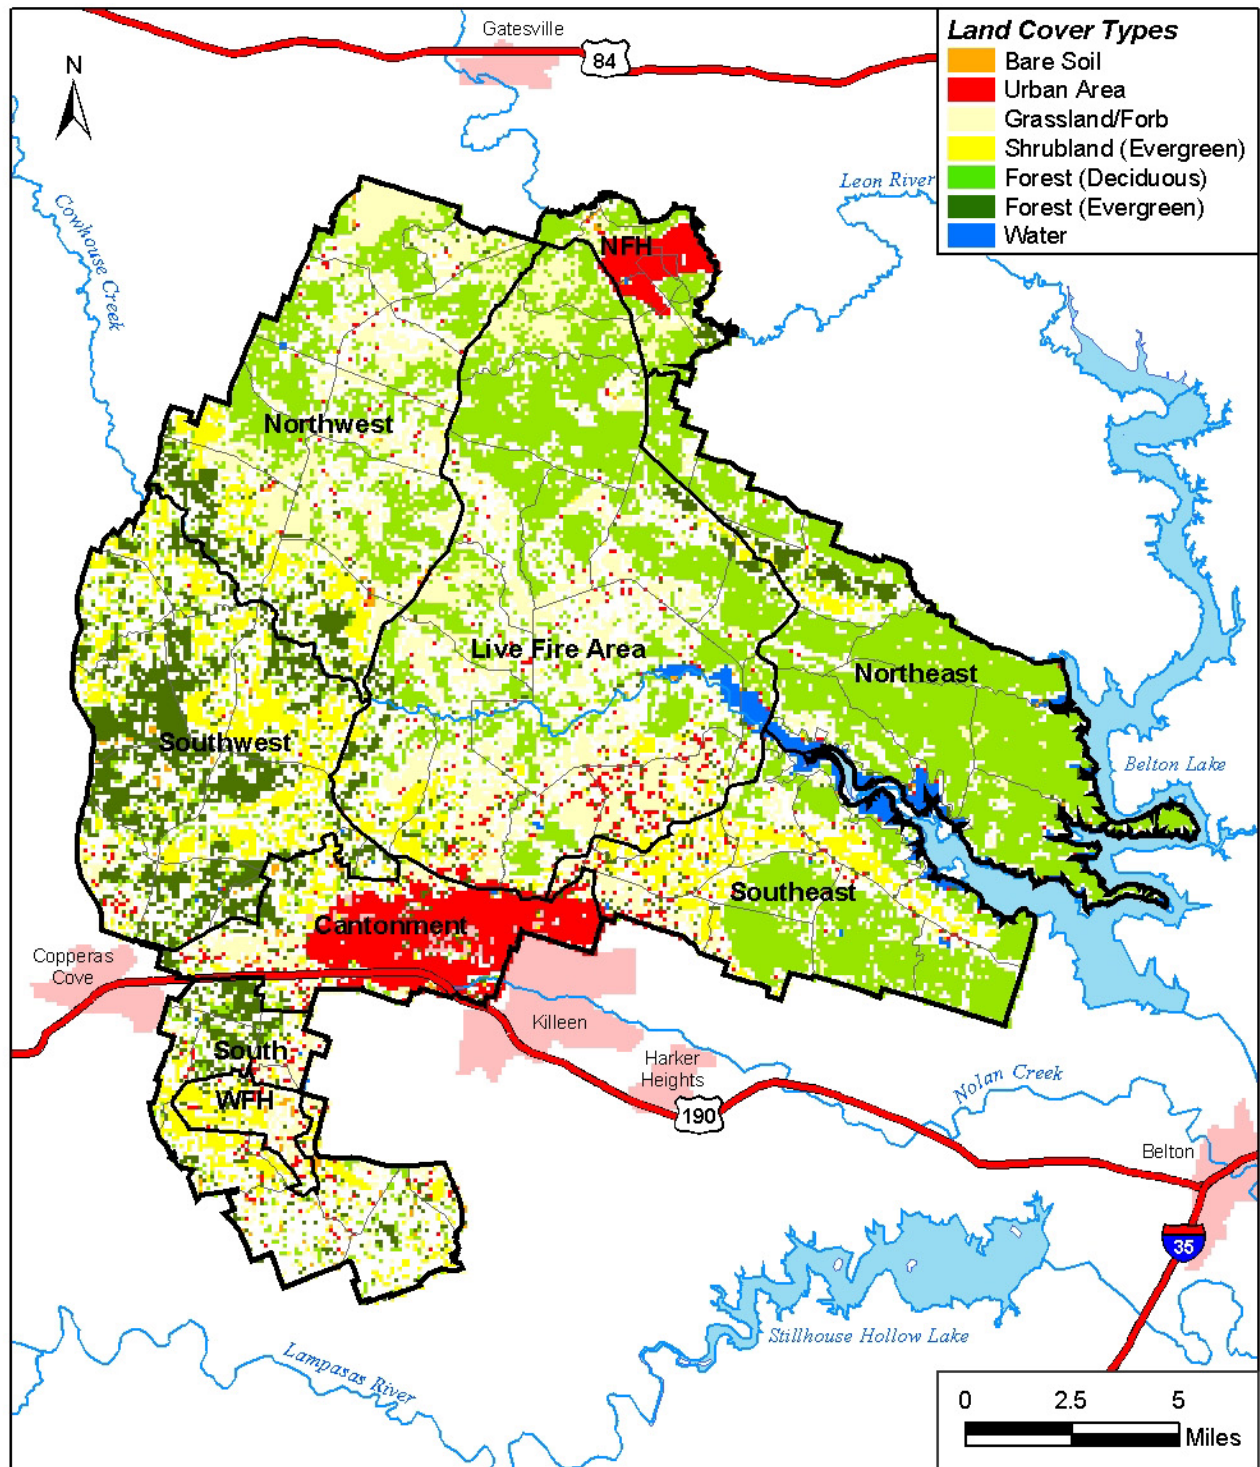 Gatesville
84
N
Land Cover Types
Bare Soil
Urban Area
Grassland/Forb
Shrubland (Evergreen)
Forest (Deciduous)
Forest (Evergreen)
Water
Leon River
Cowhouse Creek
NFH
Northwest
Live Fire Area
Northeast
Southwest
Belton Lake
Southeast
Cantonment
Copperas
Cove
Killeen
South
Harker
Heights
WFH
190
Nolan Creek
Belton
35
Stillhouse Hollow Lake
Lampasas River
0 2.5 5
Miles